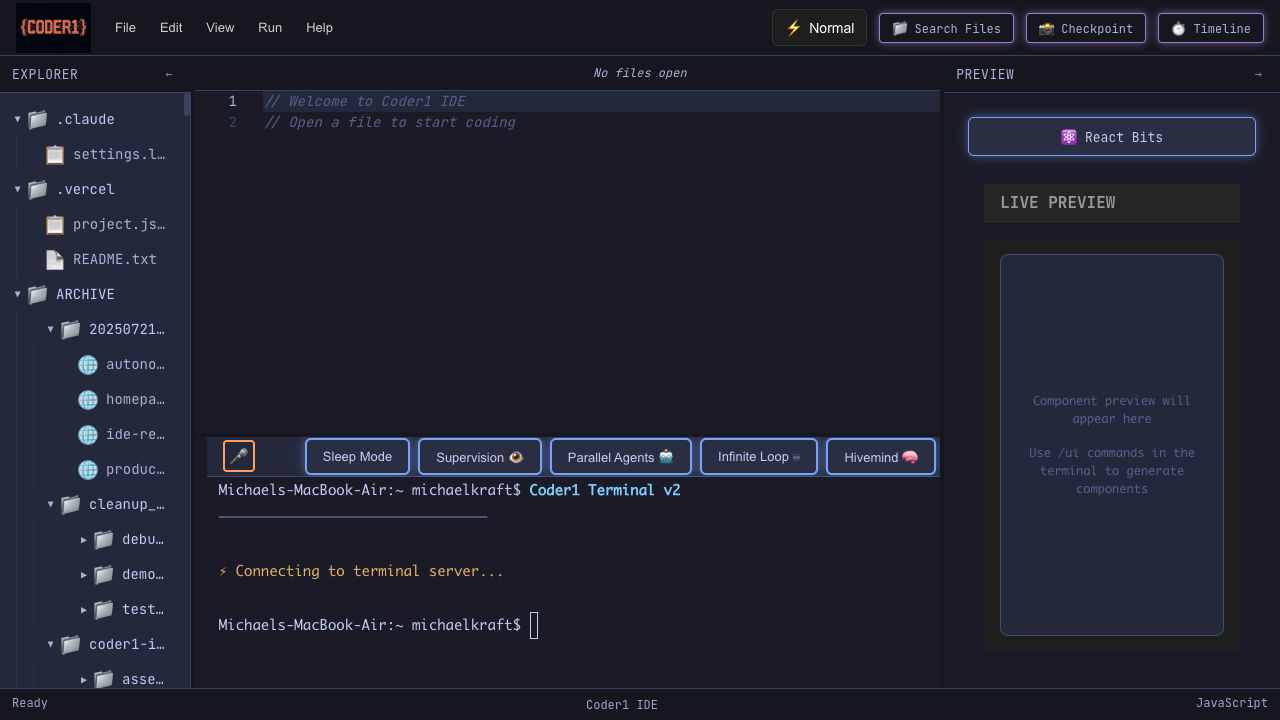 {CODER1}
File Edit View Run Help
⚡ Normal
Search Files
Checkpoint
Timeline
EXPLORER ←
No files open
PREVIEW →
▼ .claude
settings.l…
▼ .vercel
project.js…
README.txt
▼ ARCHIVE
▼ 20250721…
autono…
homepa…
ide-re…
produc…
▼ cleanup_…
▶ debu…
▶ demo…
▶ test…
▼ coder1-i…
▶ asse…
1 // Welcome to Coder1 IDE
2 // Open a file to start coding
Sleep Mode
Supervision 👁
Parallel Agents 🤖
Infinite Loop ♾
Hivemind 🧠
Michaels-MacBook-Air:~ michaelkraft$ Coder1 Terminal v2
────────────────────────────────
⚡ Connecting to terminal server...
Michaels-MacBook-Air:~ michaelkraft$
⚛ React Bits
LIVE PREVIEW
Component preview will
appear here
Use /ui commands in the
terminal to generate
components
Ready
Coder1 IDE
JavaScript